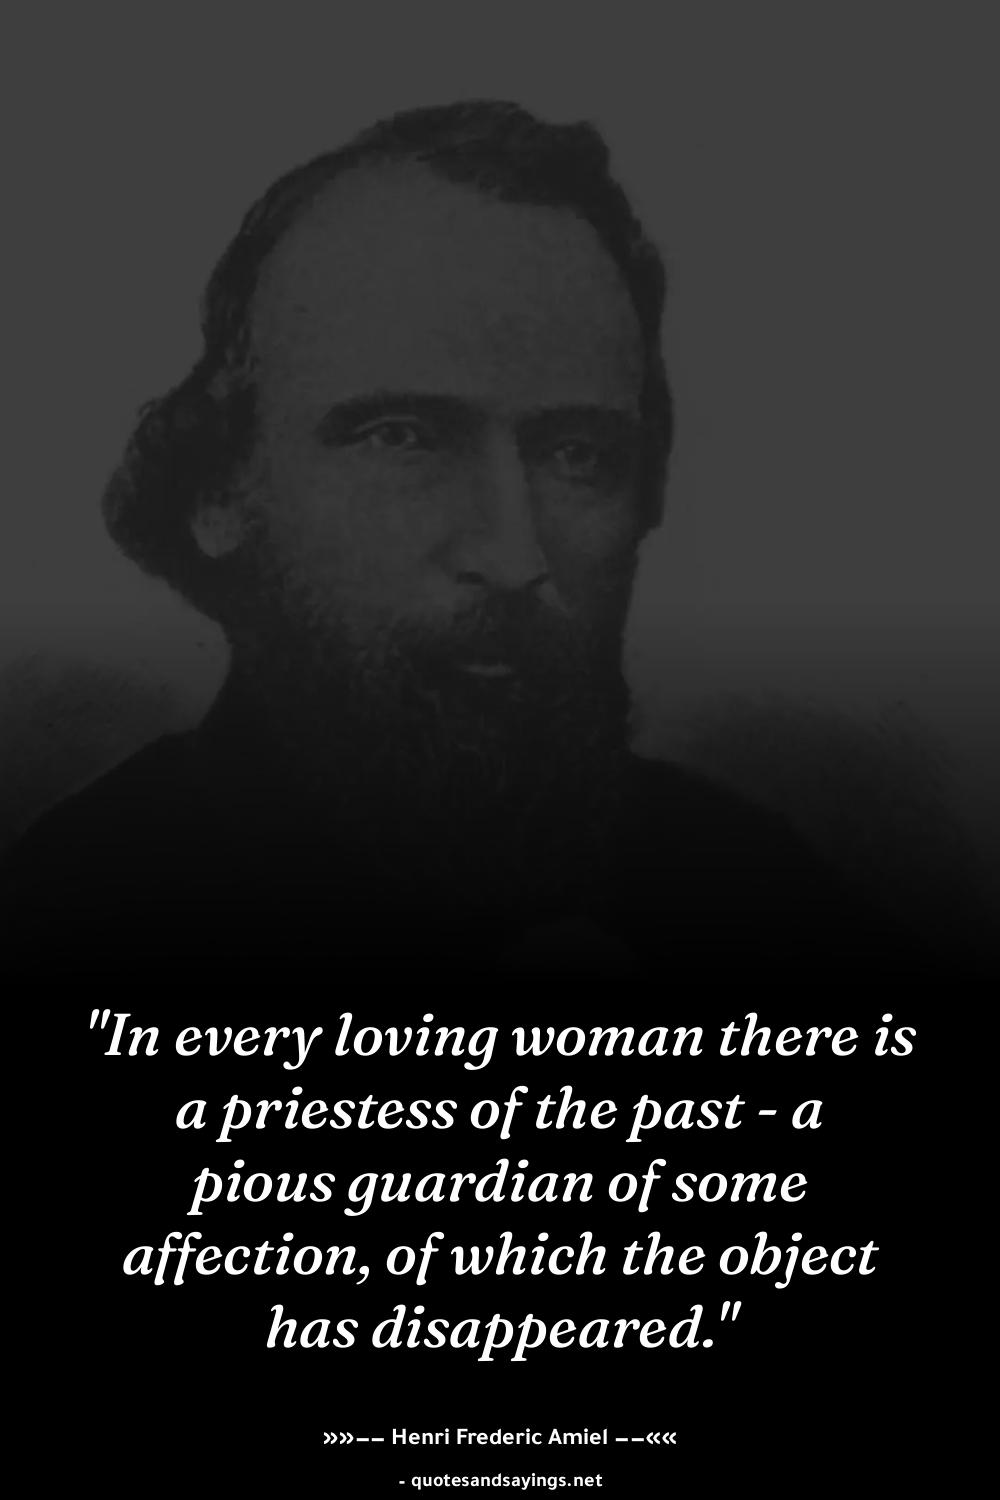 "In every loving woman there is
a priestess of the past - a
pious guardian of some
affection, of which the object
has disappeared."
»»−− Henri Frederic Amiel −−««
- quotesandsayings.net